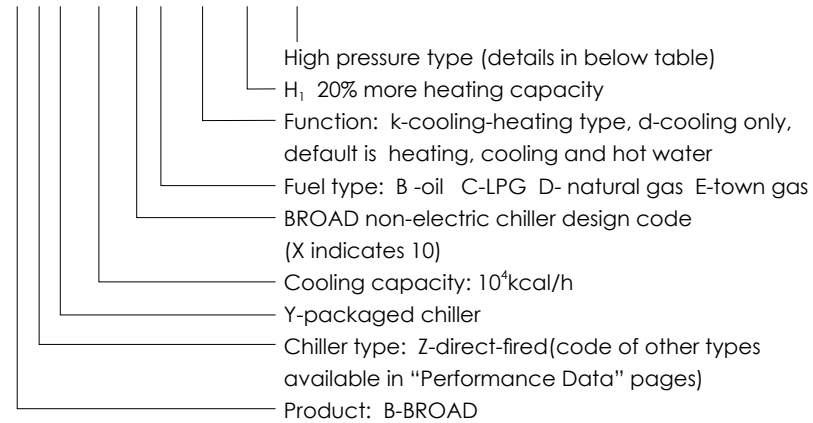 High pressure type (details in below table)
H₁ 20% more heating capacity
Function: k-cooling-heating type, d-cooling only,
default is heating, cooling and hot water
Fuel type: B -oil C-LPG D- natural gas E-town gas
BROAD non-electric chiller design code
(X indicates 10)
Cooling capacity: 10⁴kcal/h
Y-packaged chiller
Chiller type: Z-direct-fired(code of other types
available in “Performance Data” pages)
Product: B-BROAD